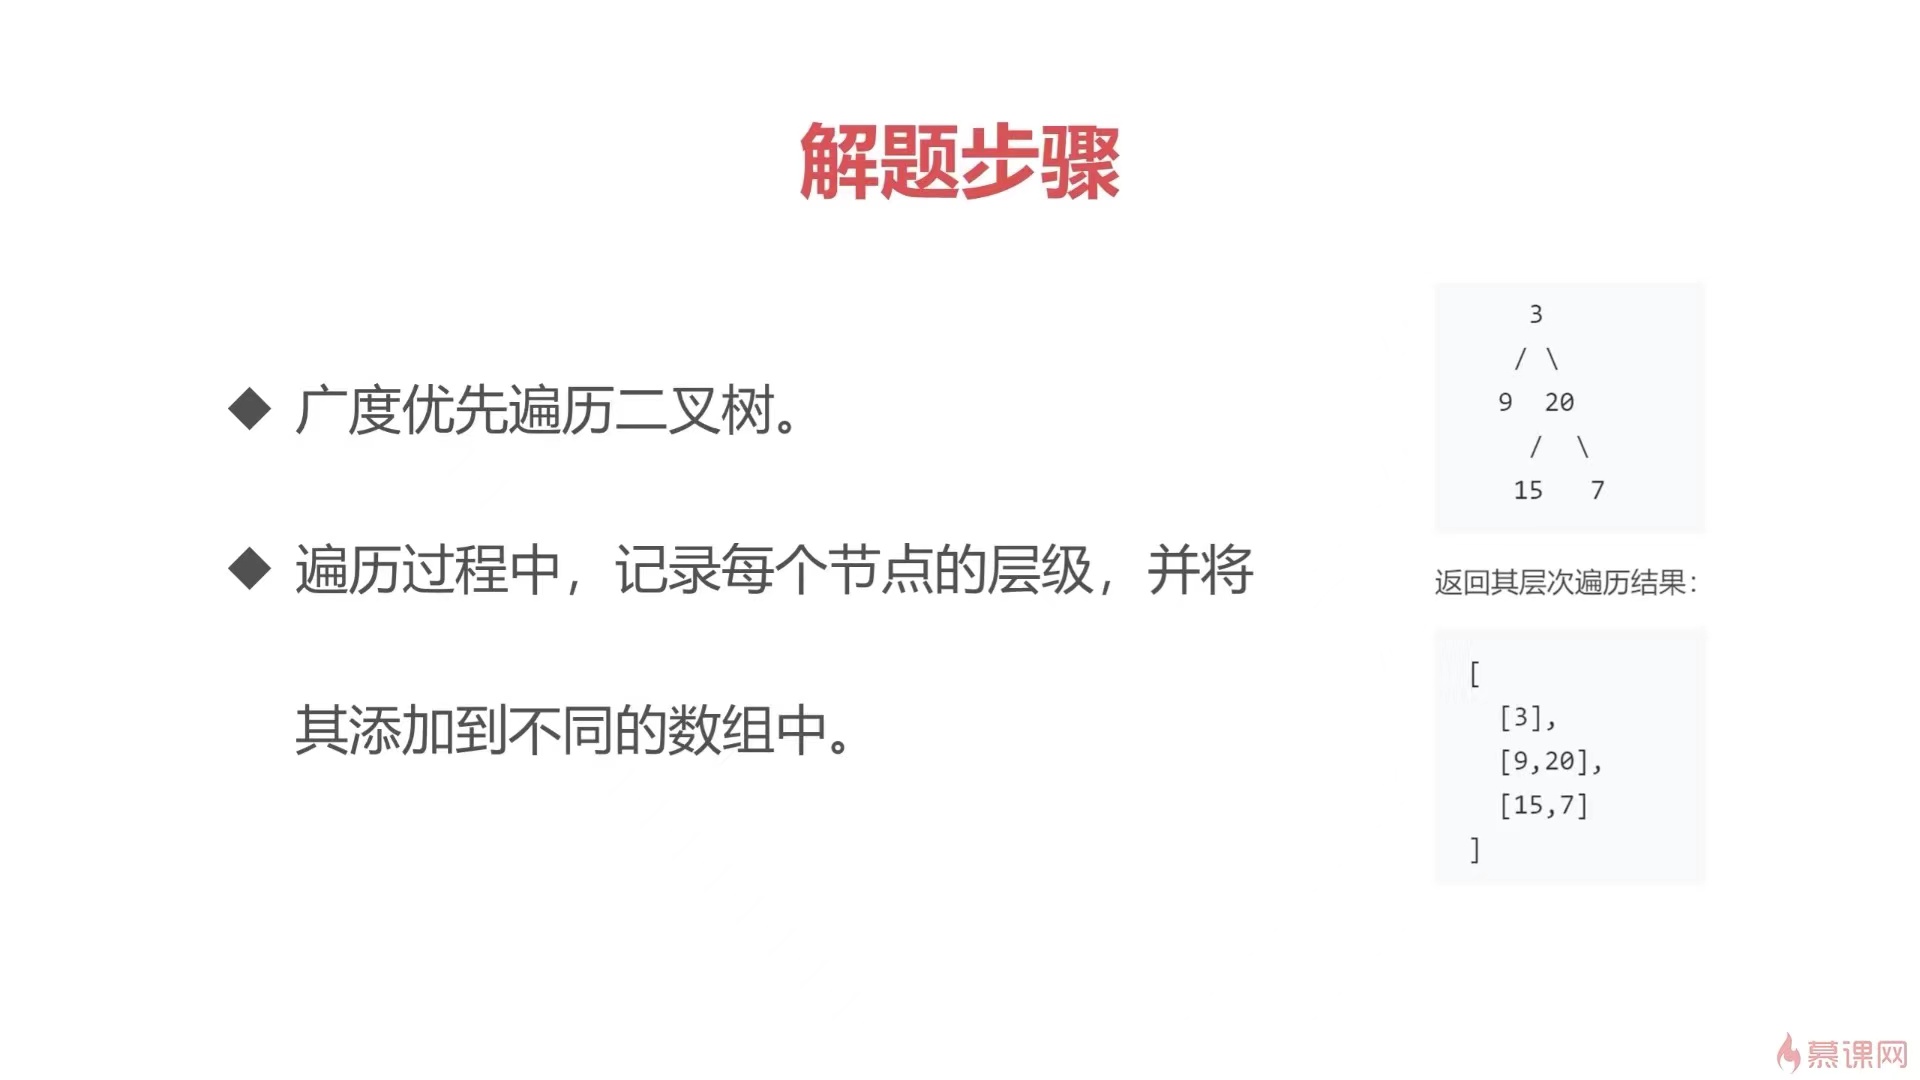 解题步骤
◆ 广度优先遍历二叉树。
◆ 遍历过程中，记录每个节点的层级，并将
其添加到不同的数组中。
3
/ \
9 20
/ \
15 7
返回其层次遍历结果：
[
[3],
[9,20],
[15,7]
]
慕课网